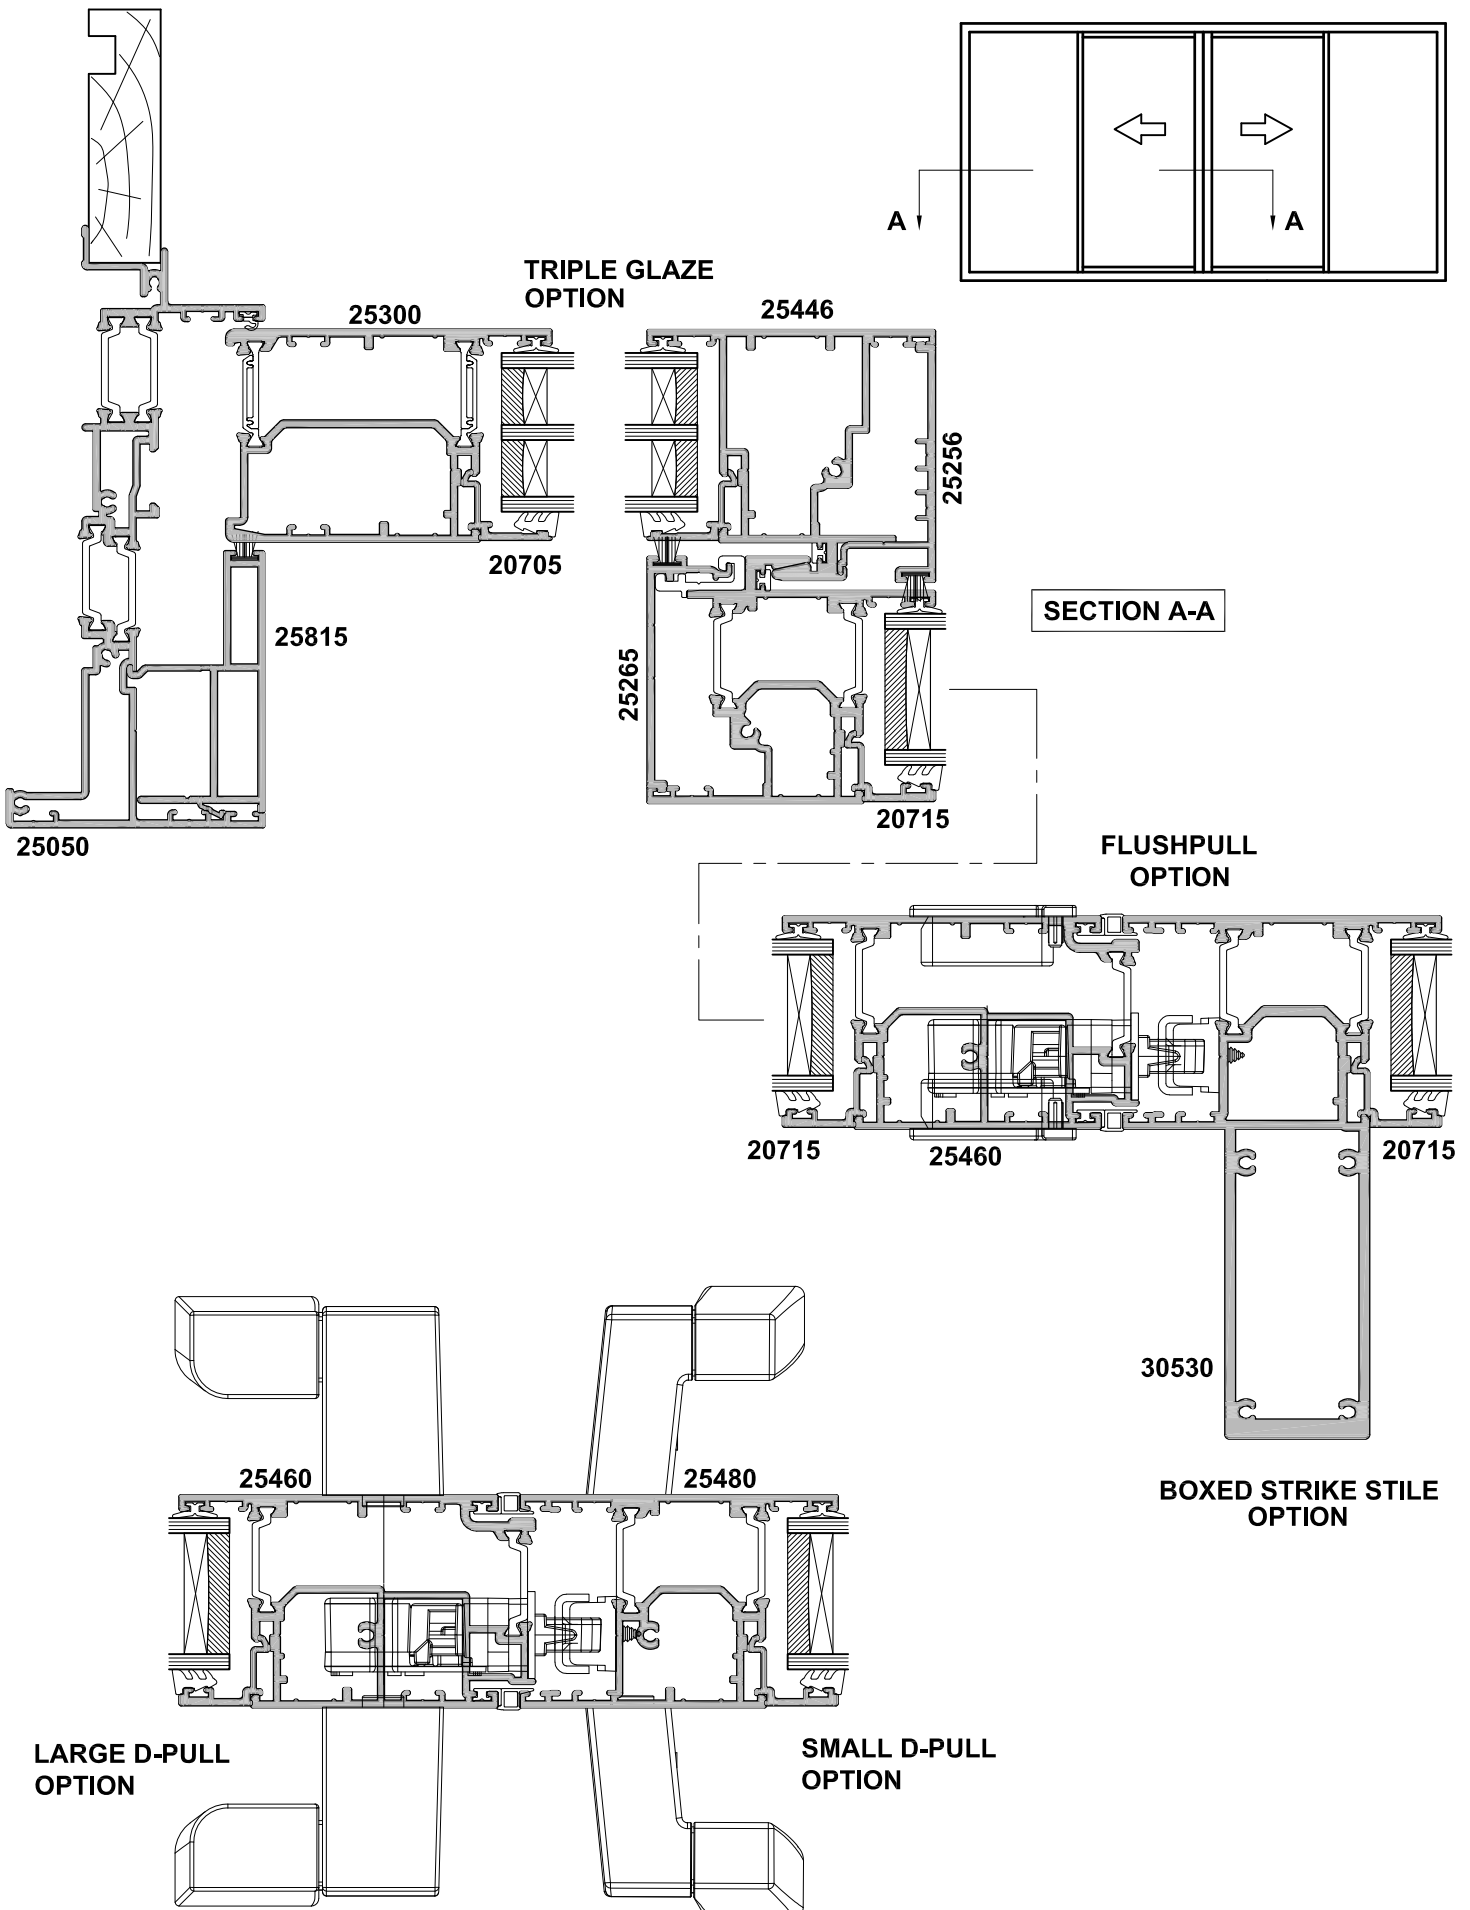 A
A
TRIPLE GLAZE
OPTION
25300
25446
25256
20705
SECTION A-A
25815
25265
20715
25050
FLUSHPULL
OPTION
20715
25460
20715
30530
25460
25480
BOXED STRIKE STILE
OPTION
LARGE D-PULL
OPTION
SMALL D-PULL
OPTION